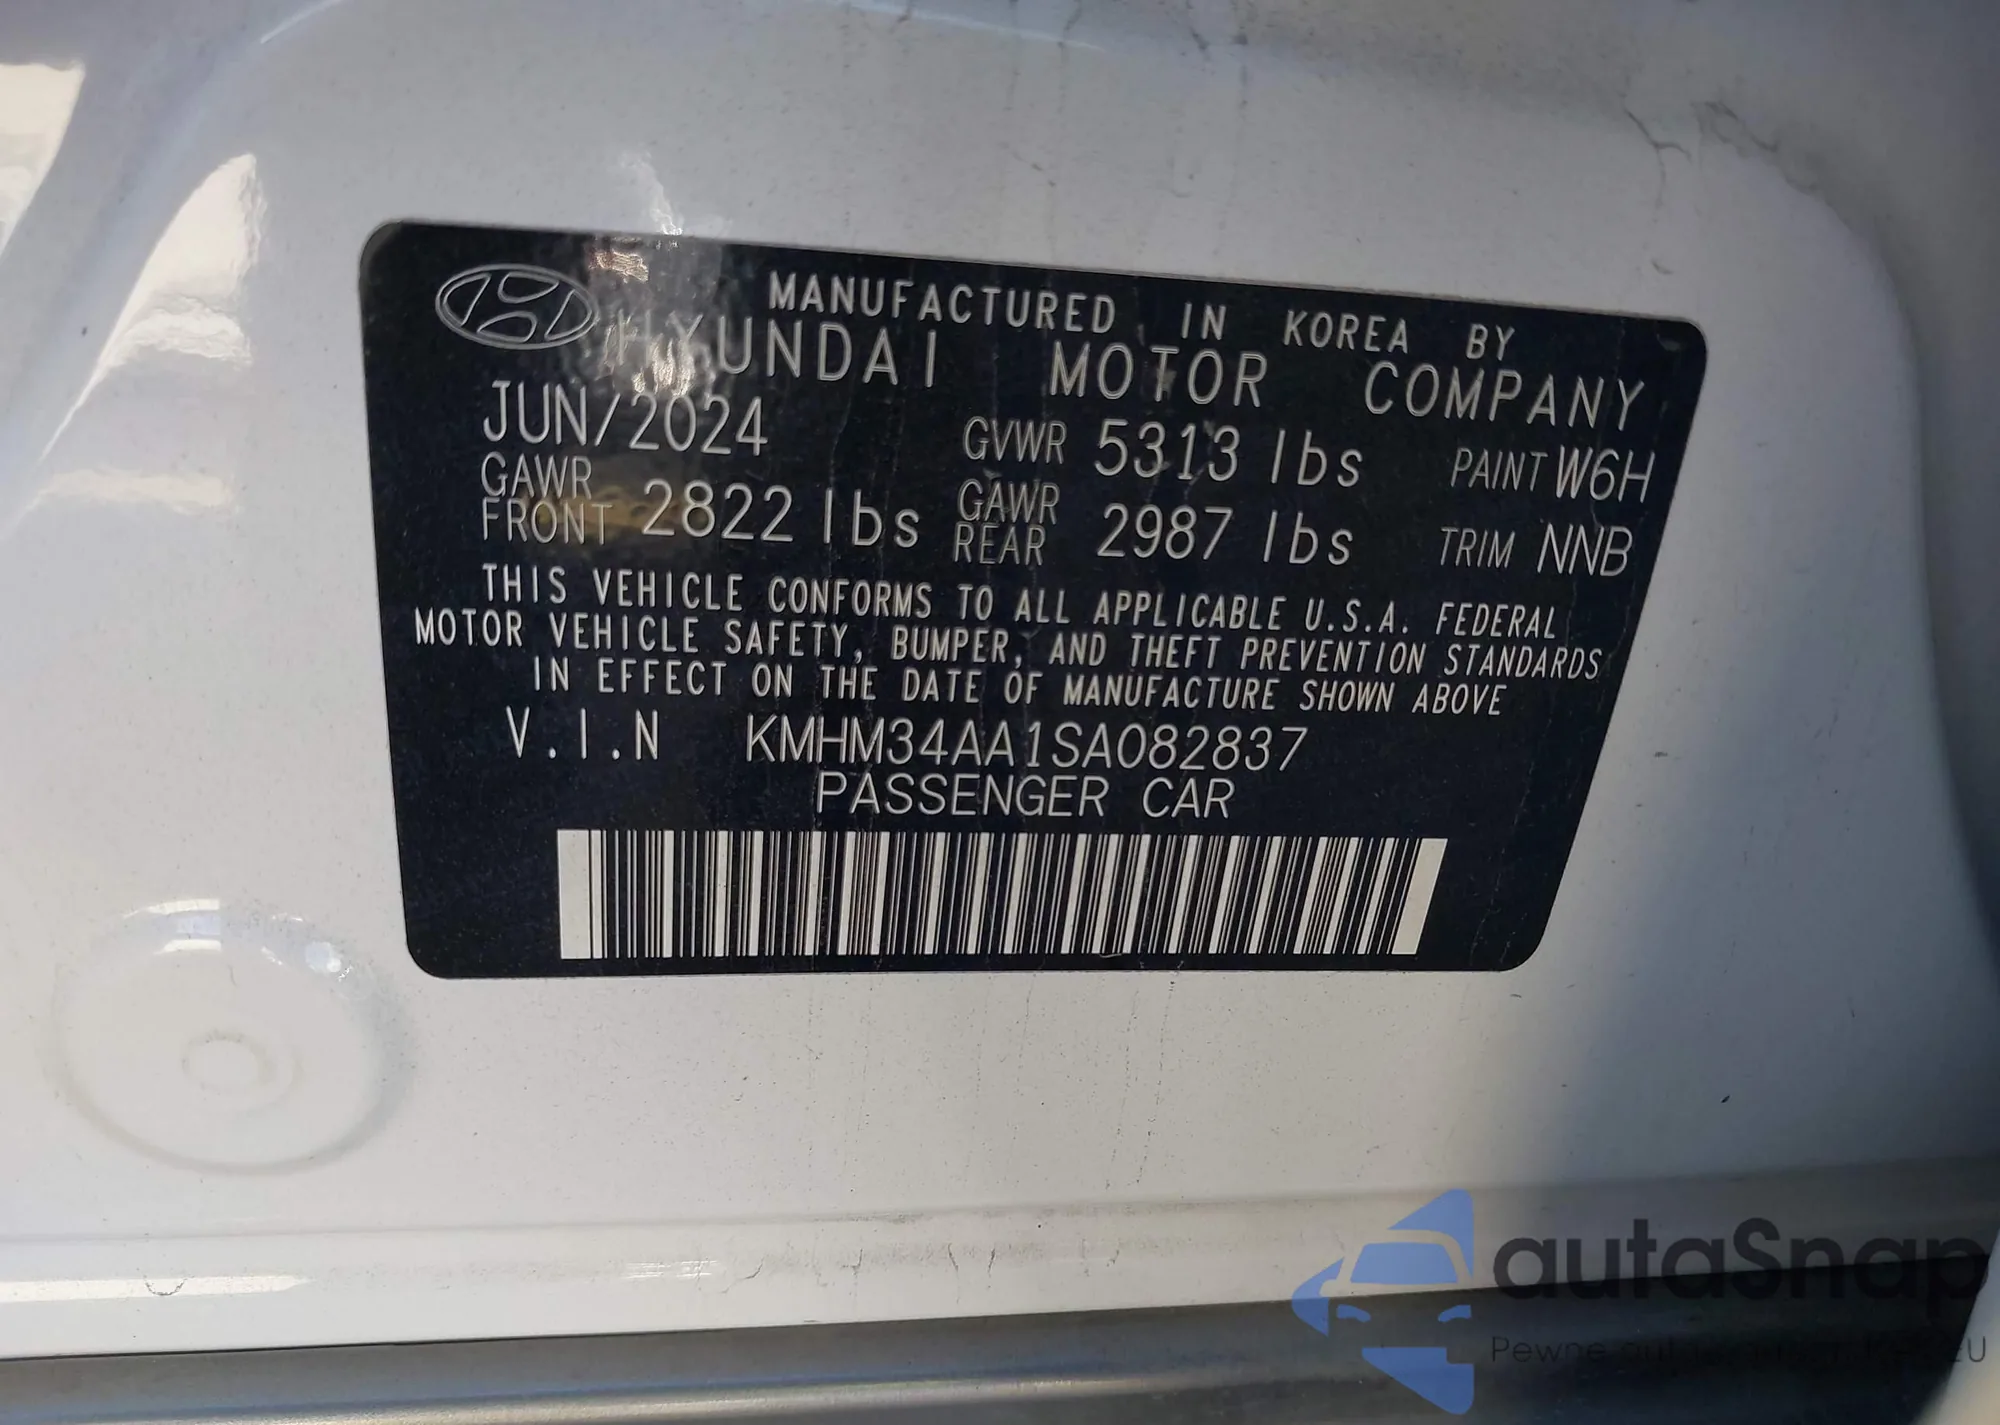 MANUFACTURED IN KOREA BY
HYUNDAI MOTOR COMPANY
JUN/2024 GVWR 5313 lbs PAINT W6H
GAWR FRONT 2822 lbs GAWR REAR 2987 lbs TRIM NNB
THIS VEHICLE CONFORMS TO ALL APPLICABLE U.S.A. FEDERAL
MOTOR VEHICLE SAFETY, BUMPER, AND THEFT PREVENTION STANDARDS
IN EFFECT ON THE DATE OF MANUFACTURE SHOWN ABOVE
V.I.N KMHM34AA1SA082837
PASSENGER CAR
autaSnap
Pewne auta